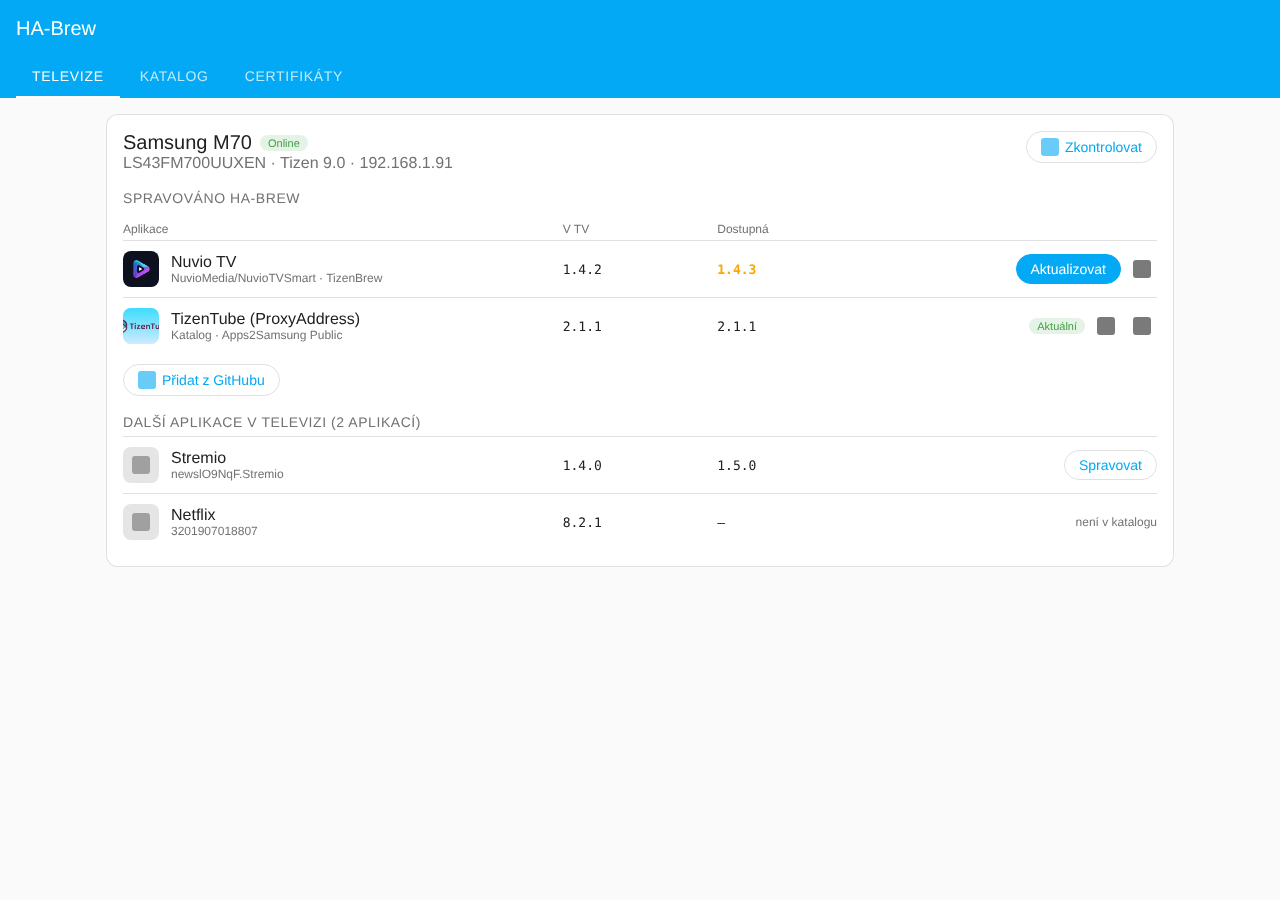 HA-Brew
TELEVIZE KATALOG CERTIFIKÁTY
Samsung M70 Online
LS43FM700UUXEN · Tizen 9.0 · 192.168.1.91
Zkontrolovat
SPRAVOVÁNO HA-BREW
Aplikace V TV Dostupná
Nuvio TV
NuvioMedia/NuvioTVSmart · TizenBrew
1.4.2 1.4.3 Aktualizovat
TizenTube (ProxyAddress)
Katalog · Apps2Samsung Public
2.1.1 2.1.1 Aktuální
Přidat z GitHubu
DALŠÍ APLIKACE V TELEVIZI (2 APLIKACÍ)
Stremio
newslO9NqF.Stremio
1.4.0 1.5.0 Spravovat
Netflix
3201907018807
8.2.1 – není v katalogu